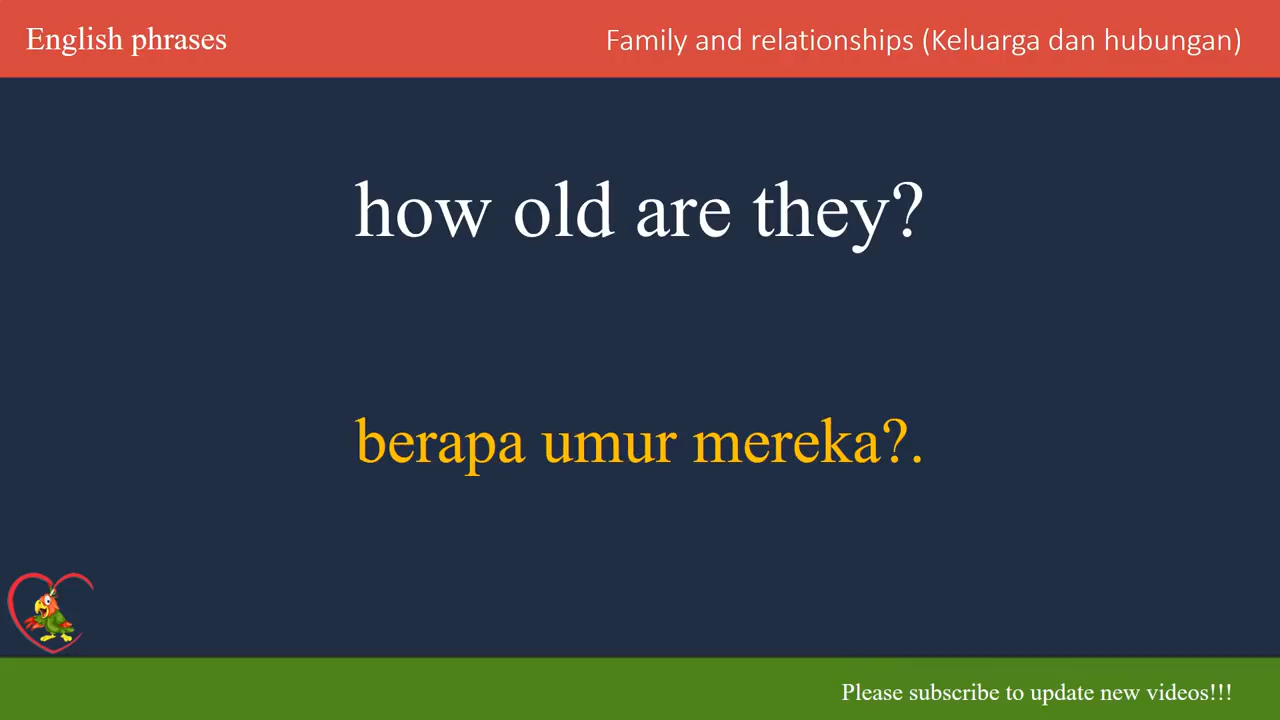 English phrases
Family and relationships (Keluarga dan hubungan)
how old are they?
berapa umur mereka?.
Please subscribe to update new videos!!!